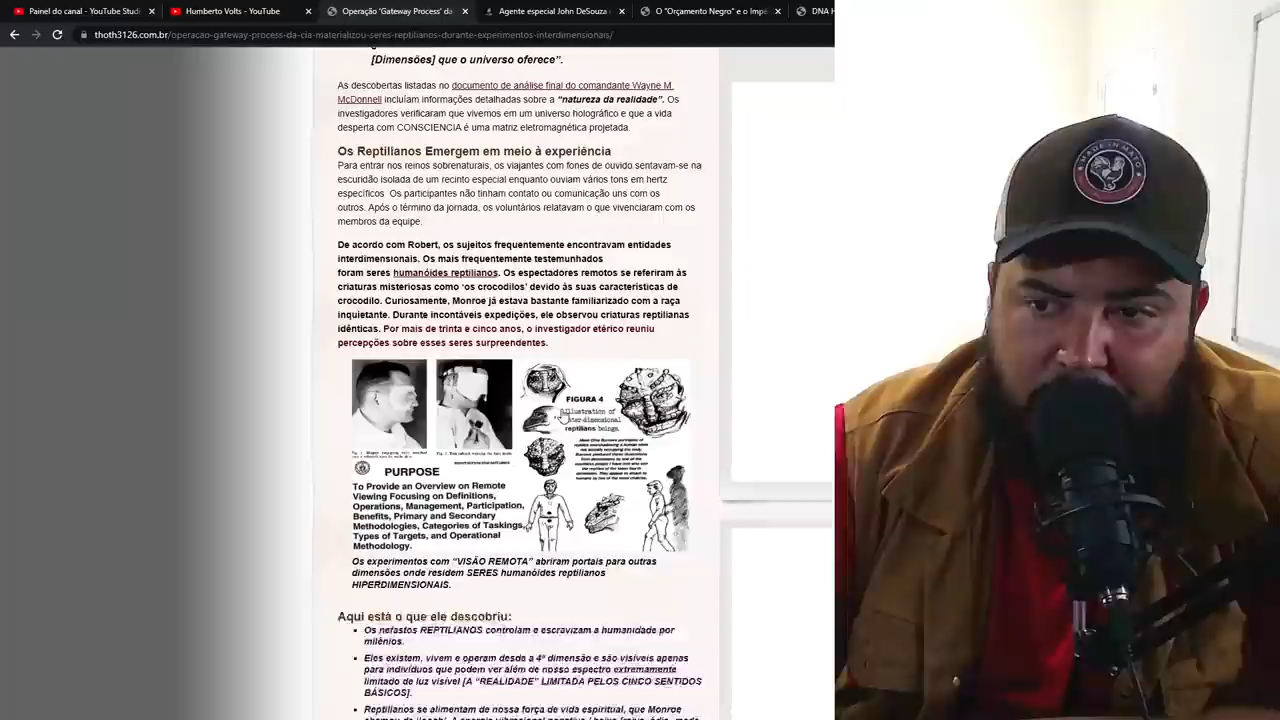 Painel do canal - YouTube Studi
Humberto Volts - YouTube
Operação 'Gateway Process' da
Agente especial John DeSouza
O "Orçamento Negro" e o Impé
DNA H
thoth3126.com.br/operacao-gateway-process-da-cia-materializou-seres-reptilianos-durante-experimentos-interdimensionais/
[Dimensões] que o universo oferece”.
As descobertas listadas no documento de análise final do comandante Wayne M.
McDonnell incluíam informações detalhadas sobre a “natureza da realidade”. Os
investigadores verificaram que vivemos em um universo holográfico e que a vida
desperta com CONSCIENCIA é uma matriz eletromagnética projetada.
Os Reptilianos Emergem em meio à experiência
Para entrar nos reinos sobrenaturais, os viajantes com fones de ouvido sentavam-se na
escuridão isolada de um recinto especial enquanto ouviam vários tons em hertz
específicos Os participantes não tinham contato ou comunicação uns com os
outros. Após o término da jornada, os voluntários relatavam o que vivenciaram com os
membros da equipe.
De acordo com Robert, os sujeitos frequentemente encontravam entidades
interdimensionais. Os mais frequentemente testemunhados
foram seres humanóides reptilianos. Os espectadores remotos se referiram às
criaturas misteriosas como ‘os crocodilos’ devido às suas características de
crocodilo. Curiosamente, Monroe já estava bastante familiarizado com a raça
inquietante. Durante incontáveis expedições, ele observou criaturas reptilianas
idênticas. Por mais de trinta e cinco anos, o investigador etérico reuniu
percepções sobre esses seres surpreendentes.
FIGURA 4
Illustration of
inter-dimensional
reptilians beings.
PURPOSE
To Provide an Overview on Remote
Viewing Focusing on Definitions,
Operations, Management, Participation,
Benefits, Primary and Secondary
Methodologies, Categories of Taskings,
Types of Targets, and Operational
Methodology.
Os experimentos com “VISÃO REMOTA” abriram portais para outras
dimensões onde residem SERES humanóides reptilianos
HIPERDIMENSIONAIS.
Aqui está o que ele descobriu:
Os nefastos REPTILIANOS controlam e escravizam a humanidade por
milênios.
Eles existem, vivem e operam desde a 4ª dimensão e são visíveis apenas
para indivíduos que podem ver além de nosso espectro extremamente
limitado de luz visível [A “REALIDADE” LIMITADA PELOS CINCO SENTIDOS
BÁSICOS].
Reptilianos se alimentam de nossa força de vida espiritual, que Monroe
MADE IN MATO